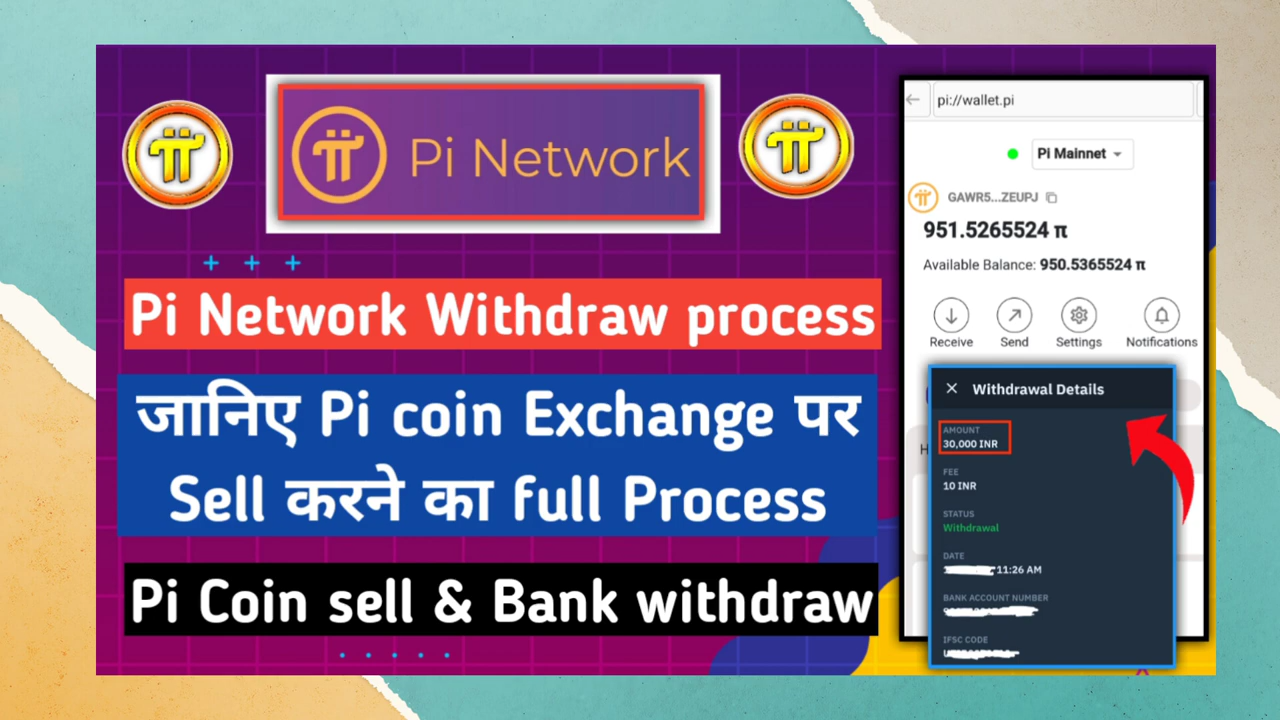 Pi Network
Pi Network Withdraw process
जानिए Pi coin Exchange पर
Sell करने का full Process
Pi Coin sell & Bank withdraw
pi://wallet.pi
Pi Mainnet
GAWR5...ZEUPJ
951.5265524 π
Available Balance: 950.5365524 π
Receive Send Settings Notifications
Withdrawal Details
AMOUNT
30,000 INR
FEE
10 INR
STATUS
Withdrawal
DATE
11:26 AM
BANK ACCOUNT NUMBER
IFSC CODE